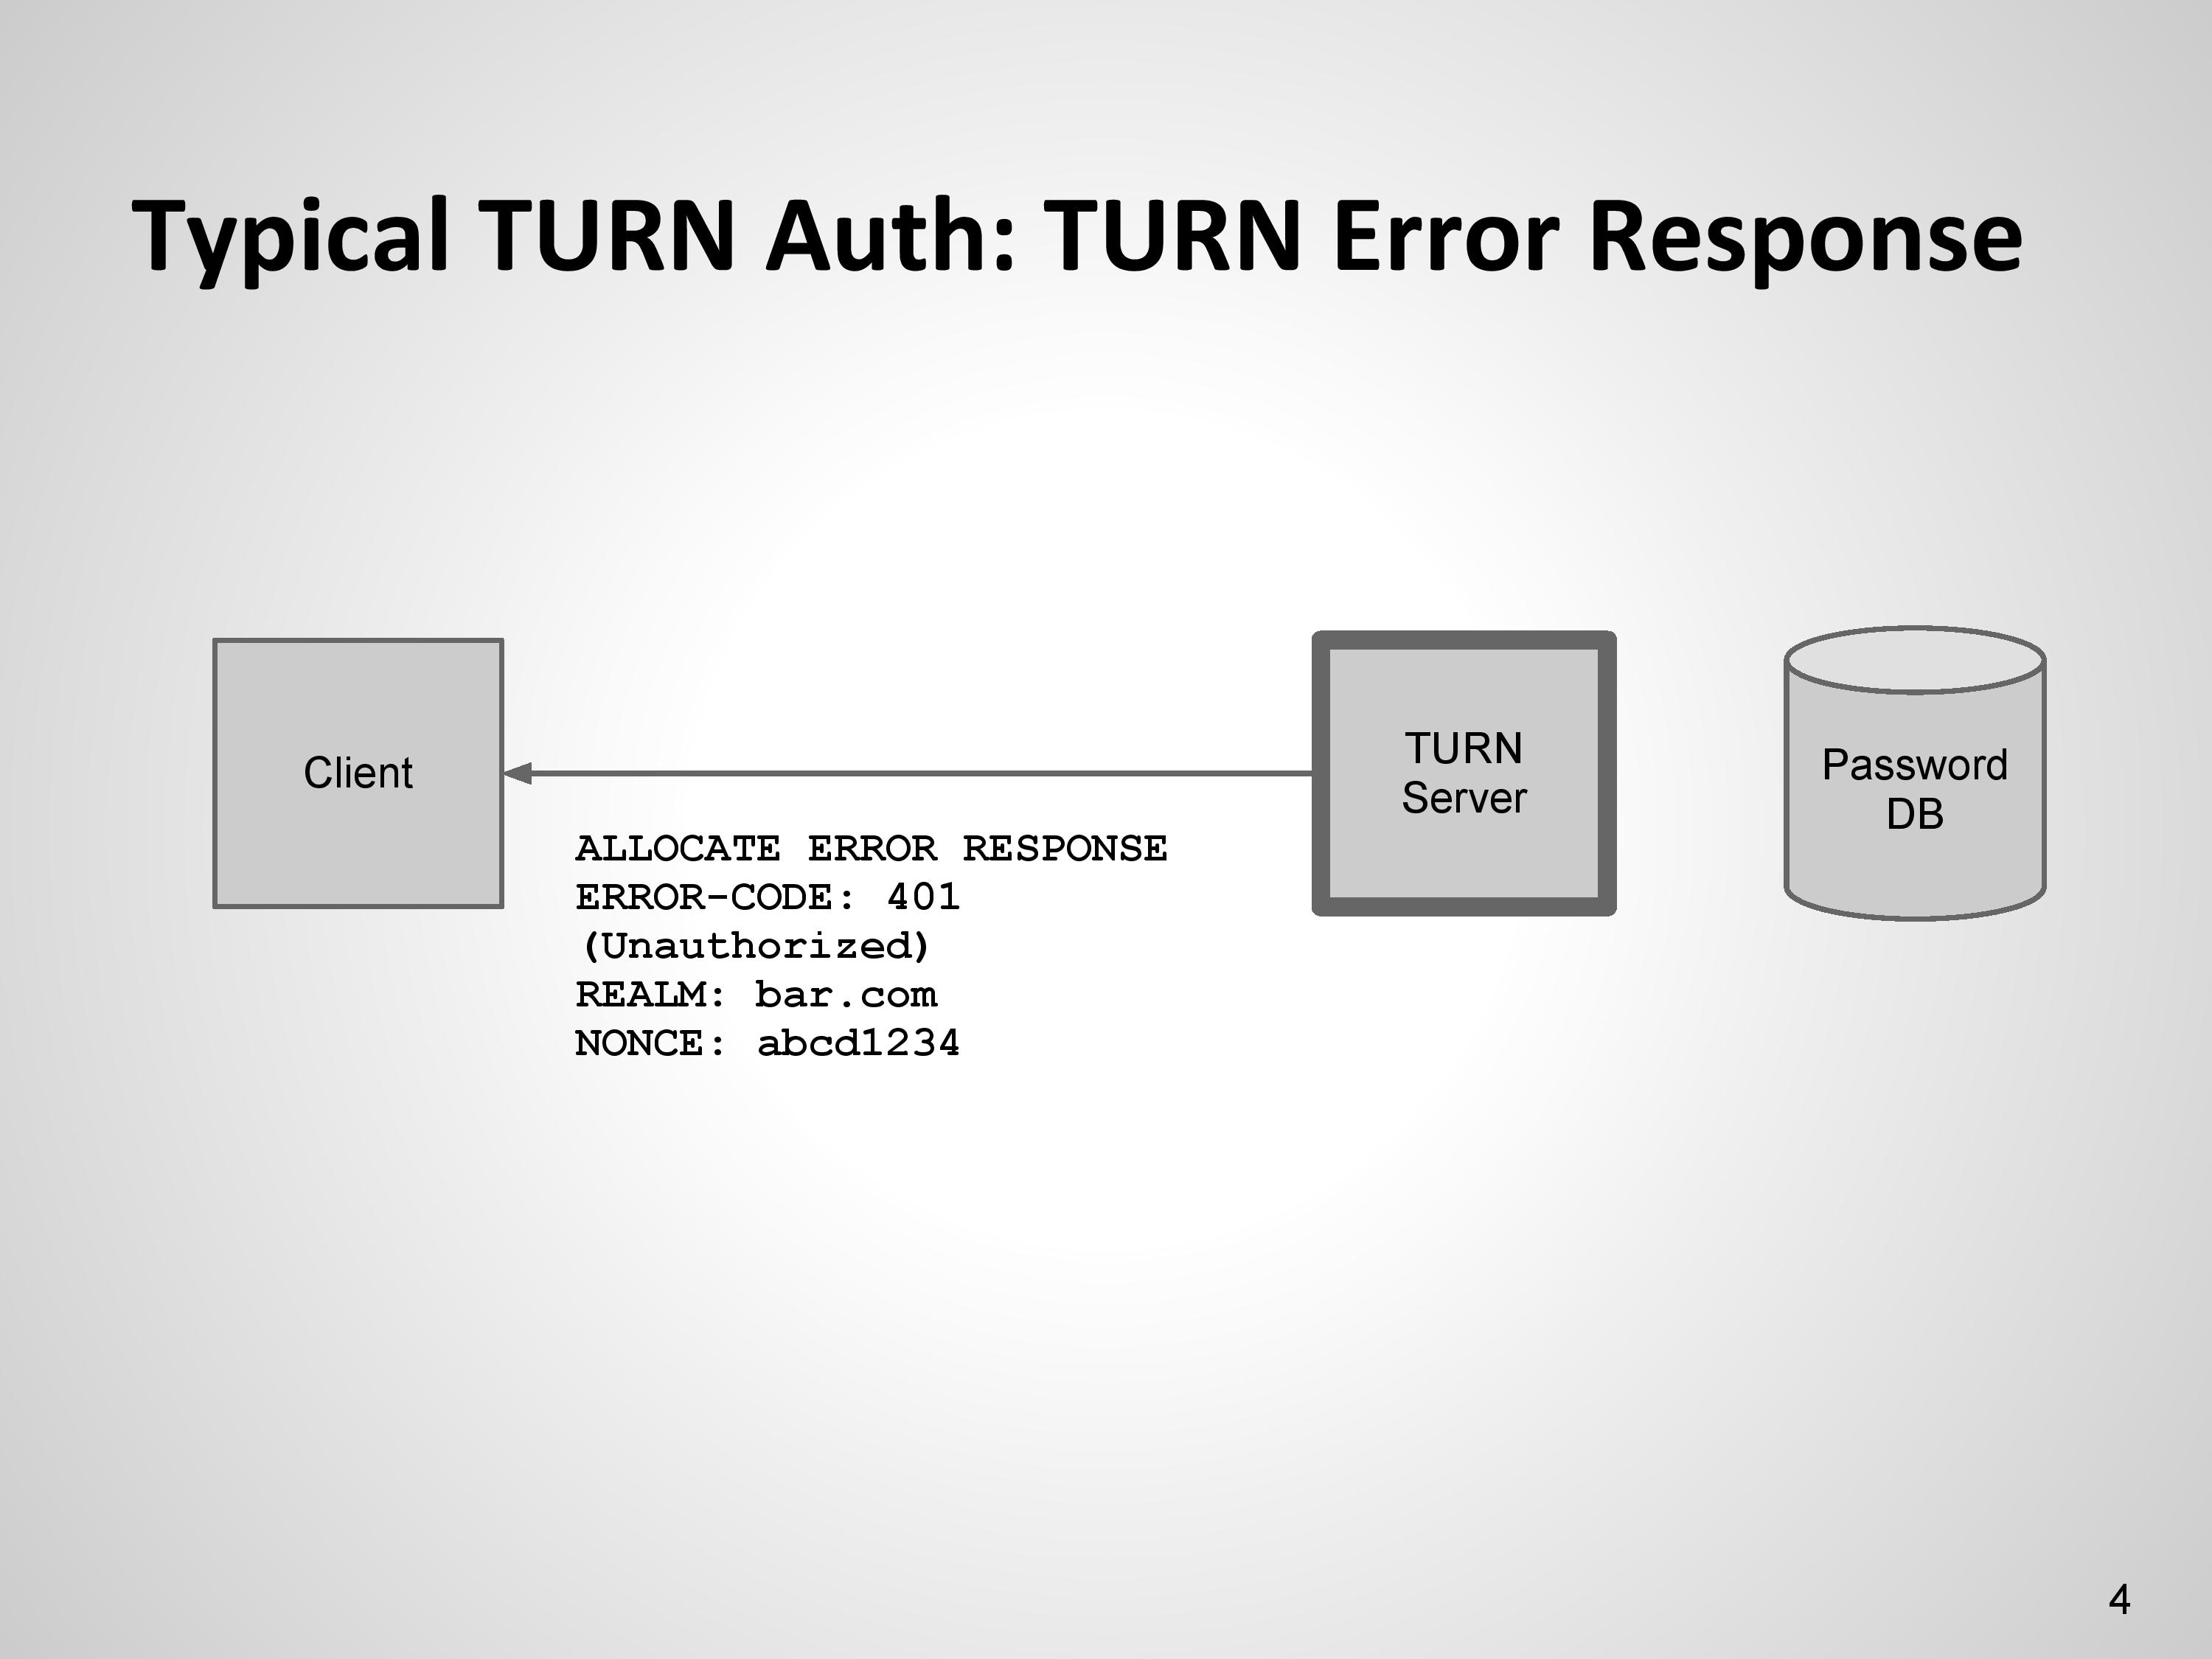 Typical TURN Auth: TURN Error Response
Client
TURN
Server
Password
DB
ALLOCATE ERROR RESPONSE
ERROR-CODE: 401
(Unauthorized)
REALM: bar.com
NONCE: abcd1234
4